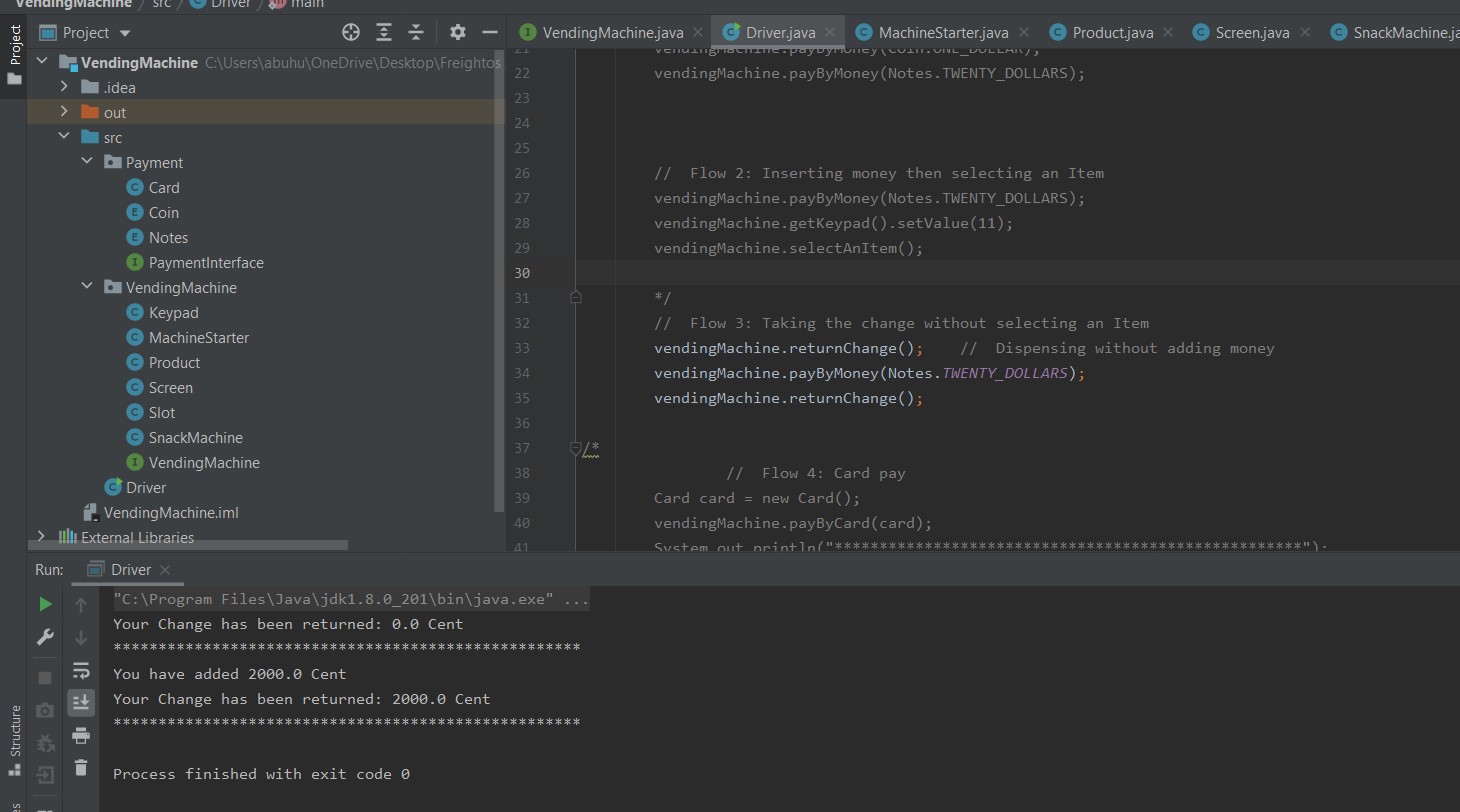 VendingMachine src Driver main
Project
Project
VendingMachine C:\Users\abuhu\OneDrive\Desktop\Freightos
.idea
out
src
Payment
Card
Coin
Notes
PaymentInterface
VendingMachine
Keypad
MachineStarter
Product
Screen
Slot
SnackMachine
VendingMachine
Driver
VendingMachine.iml
External Libraries
VendingMachine.java Driver.java MachineStarter.java Product.java Screen.java SnackMachine.ja
21 vendingMachine.payByMoney(Coin.ONE_DOLLAR);
22 vendingMachine.payByMoney(Notes.TWENTY_DOLLARS);
23
24
25
26 // Flow 2: Inserting money then selecting an Item
27 vendingMachine.payByMoney(Notes.TWENTY_DOLLARS);
28 vendingMachine.getKeypad().setValue(11);
29 vendingMachine.selectAnItem();
30
31 */
32 // Flow 3: Taking the change without selecting an Item
33 vendingMachine.returnChange(); // Dispensing without adding money
34 vendingMachine.payByMoney(Notes.TWENTY_DOLLARS);
35 vendingMachine.returnChange();
36
37 /*
38 // Flow 4: Card pay
39 Card card = new Card();
40 vendingMachine.payByCard(card);
41 System.out.println("****************************************************");
Run: Driver
"C:\Program Files\Java\jdk1.8.0_201\bin\java.exe" ...
Your Change has been returned: 0.0 Cent
****************************************************
You have added 2000.0 Cent
Your Change has been returned: 2000.0 Cent
****************************************************
Process finished with exit code 0
Structure